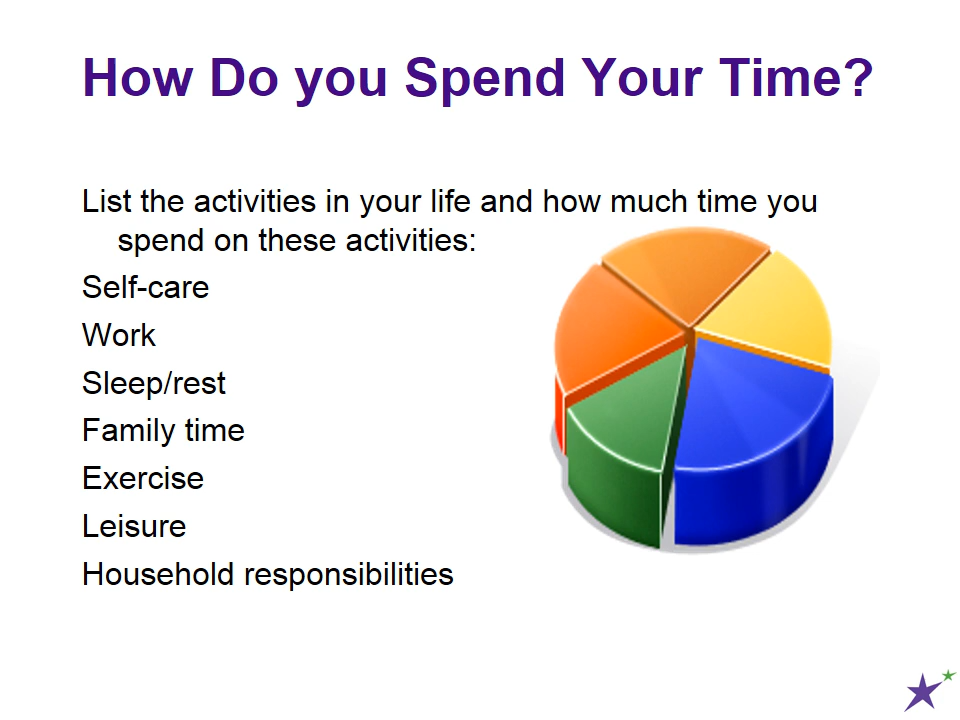 How Do you Spend Your Time?
List the activities in your life and how much time you
spend on these activities:
Self-care
Work
Sleep/rest
Family time
Exercise
Leisure
Household responsibilities